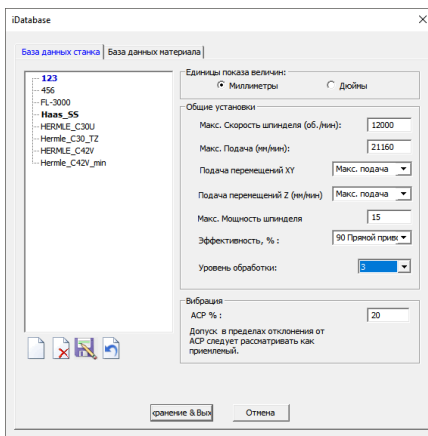 iDatabase
База данных станка
База данных материала
123
456
FL-3000
Haas_SS
HERMLE_C30U
Hermle_C30_TZ
HERMLE_C42V
Hermle_C42V_min
Единицы показа величин:
Миллиметры
Дюймы
Общие установки
Макс. Скорость шпинделя (об./мин): 12000
Макс. Подача (мм/мин): 21160
Подача перемещений XY Макс. подача
Подача перемещений Z (мм/мин) Макс. подача
Макс. Мощность шпинделя 15
Эффективность, % : 90 Прямой приво
Уровень обработки: 3
Вибрация
ACP % : 20
Допуск в пределах отклонения от
ACP следует рассматривать как
приемлемый.
хранение & Вых
Отмена